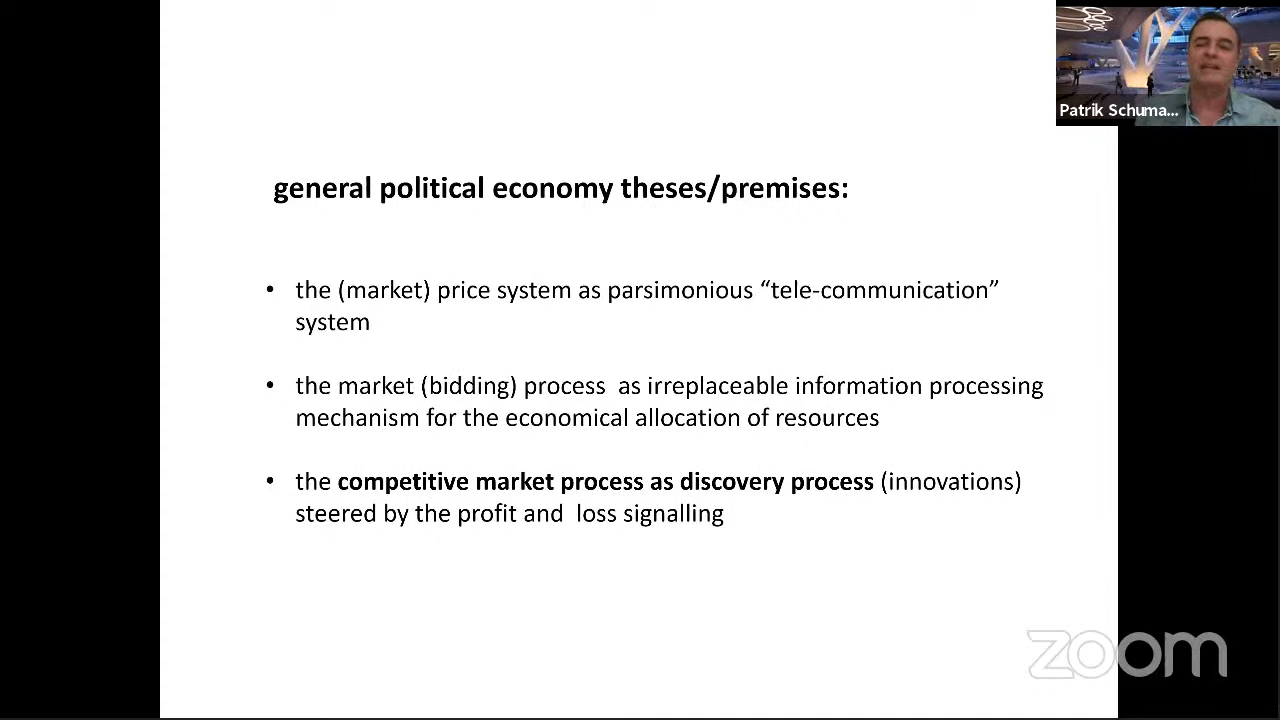 Patrik Schuma...
general political economy theses/premises:
• the (market) price system as parsimonious “tele-communication”
system
• the market (bidding) process  as irreplaceable information processing
mechanism for the economical allocation of resources
• the competitive market process as discovery process (innovations)
steered by the profit and  loss signalling
zoom